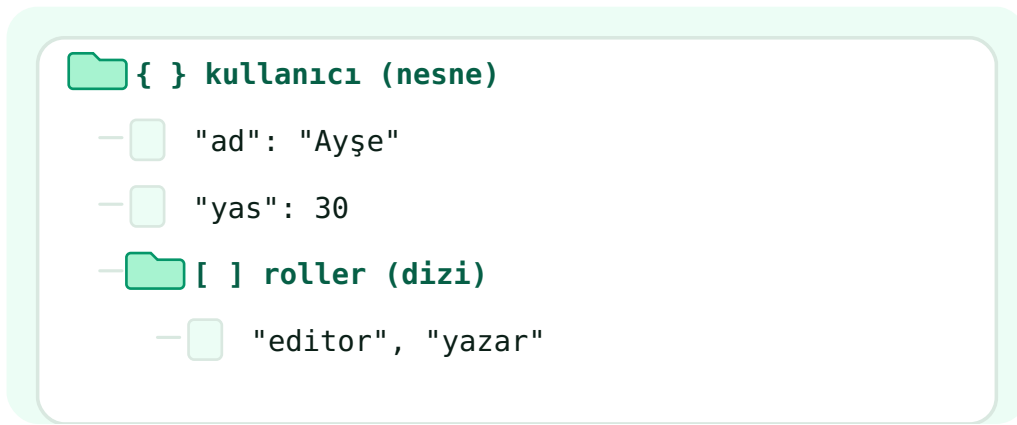 { } kullanıcı (nesne)
"ad": "Ayşe"
"yas": 30
[ ] roller (dizi)
"editor", "yazar"